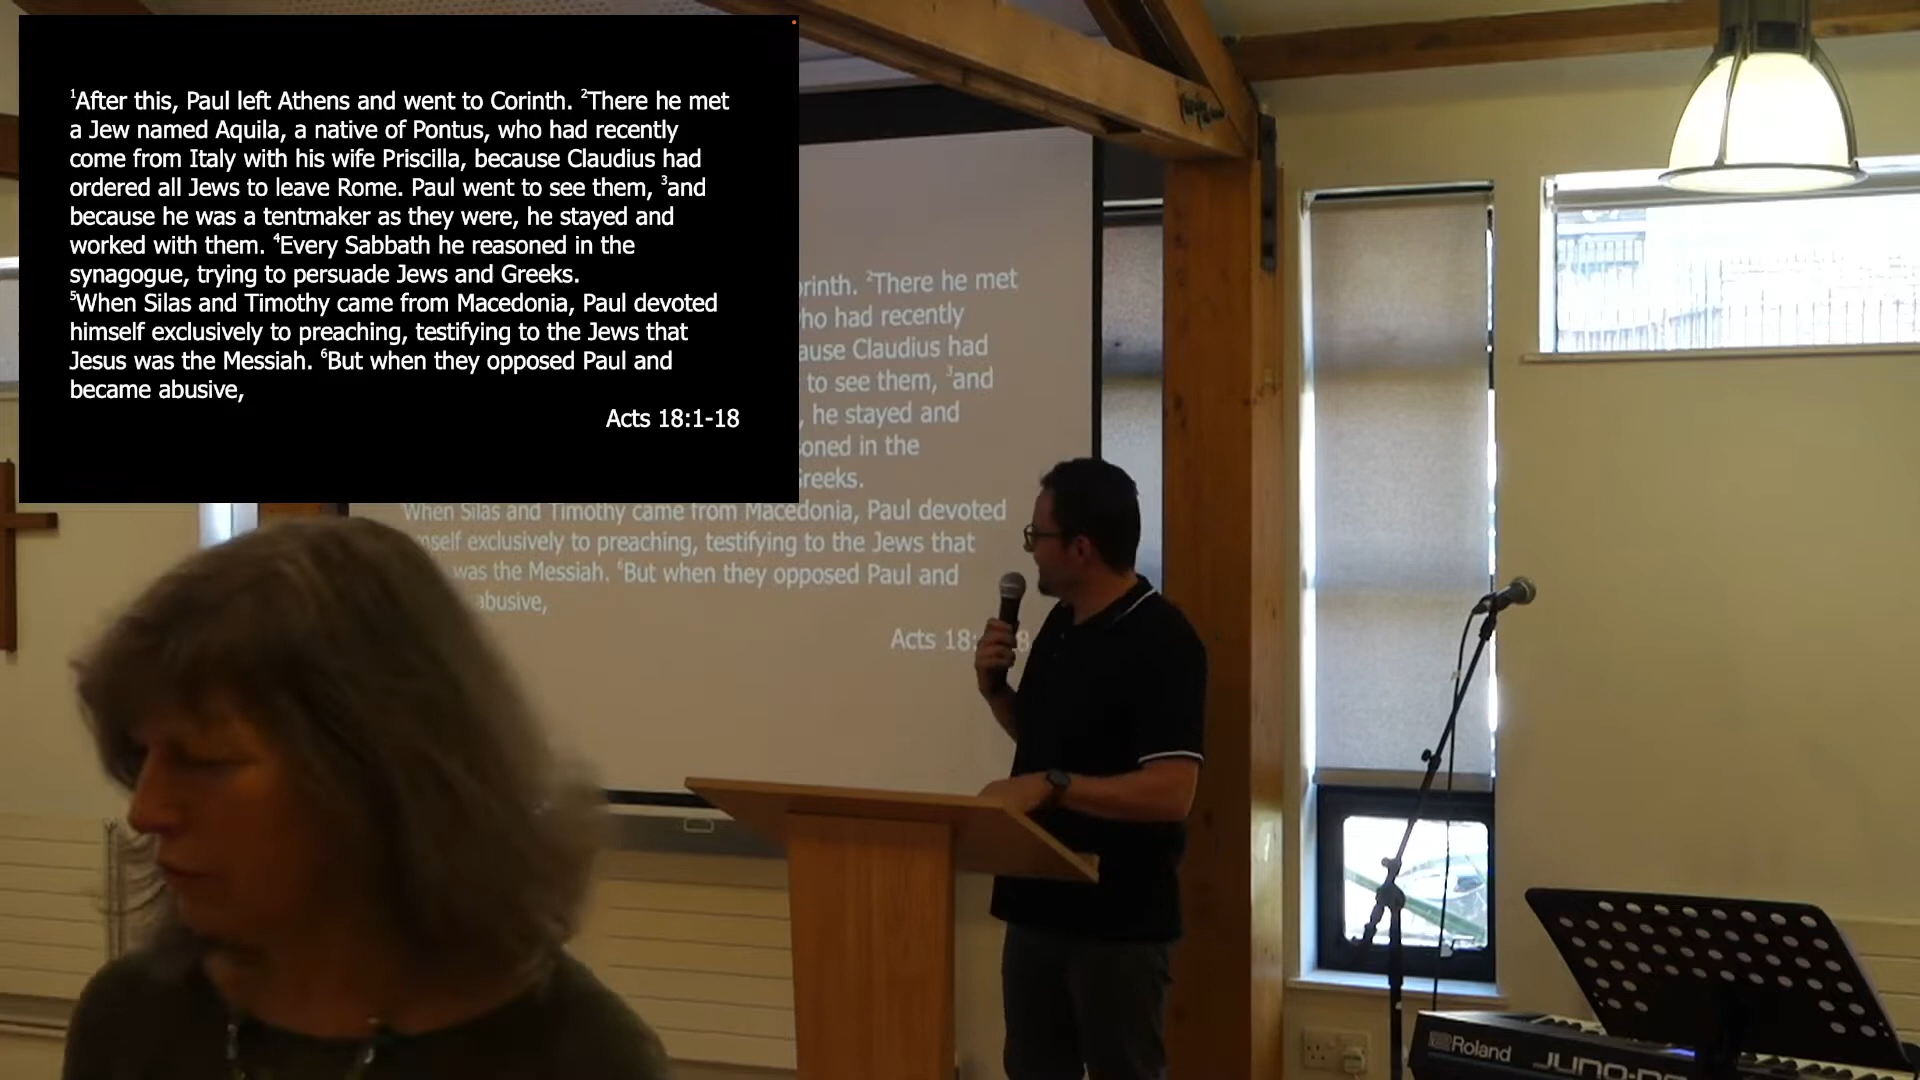 ¹After this, Paul left Athens and went to Corinth. ²There he met
a Jew named Aquila, a native of Pontus, who had recently
come from Italy with his wife Priscilla, because Claudius had
ordered all Jews to leave Rome. Paul went to see them, ³and
because he was a tentmaker as they were, he stayed and
worked with them. ⁴Every Sabbath he reasoned in the
synagogue, trying to persuade Jews and Greeks.
⁵When Silas and Timothy came from Macedonia, Paul devoted
himself exclusively to preaching, testifying to the Jews that
Jesus was the Messiah. ⁶But when they opposed Paul and
became abusive,
Acts 18:1-18
²There he met
had recently
Claudius had
to see them, ³and
he stayed and
in the
When Silas and Timothy came from Macedonia, Paul devoted
exclusively to preaching, testifying to the Jews that
was the Messiah. ⁶But when they opposed Paul and
abusive,
Acts
Roland